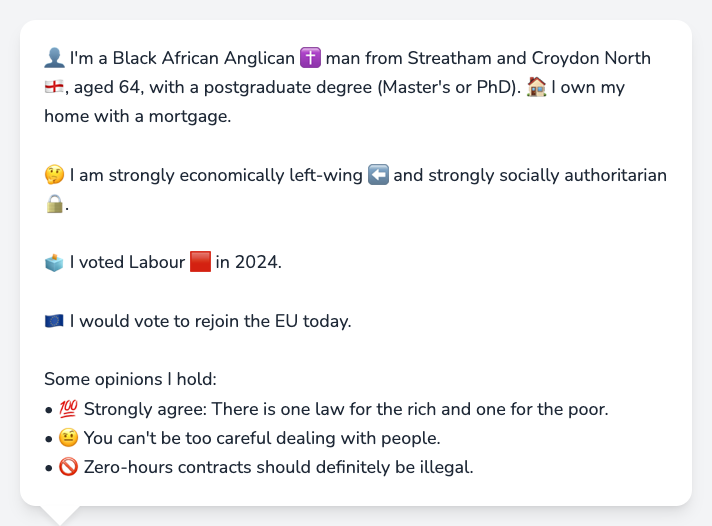 👤 I'm a Black African Anglican ✝️ man from Streatham and Croydon North
🏴󠁧󠁢󠁥󠁮󠁧󠁿, aged 64, with a postgraduate degree (Master's or PhD). 🏠 I own my
home with a mortgage.
🤔 I am strongly economically left-wing ⬅️ and strongly socially authoritarian
🔒.
🗳️ I voted Labour 🟥 in 2024.
🇪🇺 I would vote to rejoin the EU today.
Some opinions I hold:
• 💯 Strongly agree: There is one law for the rich and one for the poor.
• 🤨 You can't be too careful dealing with people.
• 🚫 Zero-hours contracts should definitely be illegal.